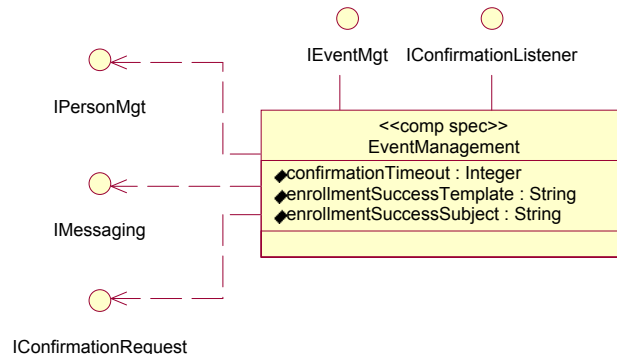 IEventMgt
IConfirmationListener
IPersonMgt
<<comp spec>>
EventManagement
confirmationTimeout : Integer
enrollmentSuccessTemplate : String
enrollmentSuccessSubject : String
IMessaging
IConfirmationRequest